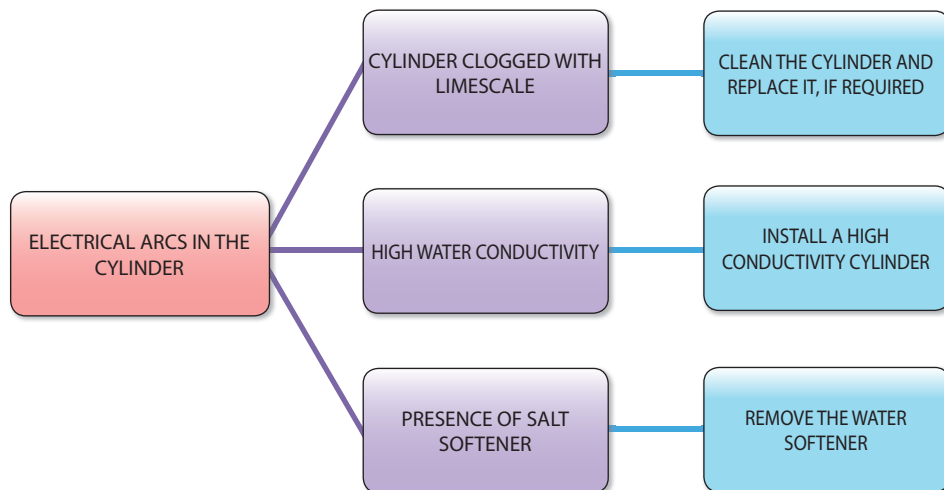 CYLINDER CLOGGED WITH
LIMESCALE
CLEAN THE CYLINDER AND
REPLACE IT, IF REQUIRED
ELECTRICAL ARCS IN THE
CYLINDER
HIGH WATER CONDUCTIVITY
INSTALL A HIGH
CONDUCTIVITY CYLINDER
PRESENCE OF SALT
SOFTENER
REMOVE THE WATER
SOFTENER